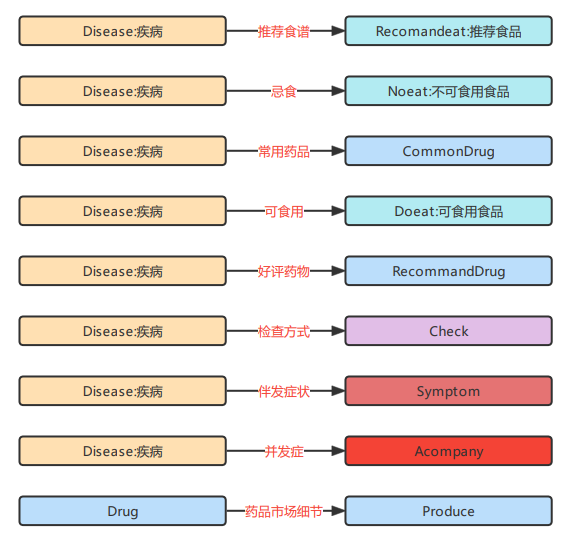 Disease:疾病 推荐食谱 Recomandeat:推荐食品
Disease:疾病 忌食 Noeat:不可食用食品
Disease:疾病 常用药品 CommonDrug
Disease:疾病 可食用 Doeat:可食用食品
Disease:疾病 好评药物 RecommandDrug
Disease:疾病 检查方式 Check
Disease:疾病 伴发症状 Symptom
Disease:疾病 并发症 Acompany
Drug 药品市场细节 Produce